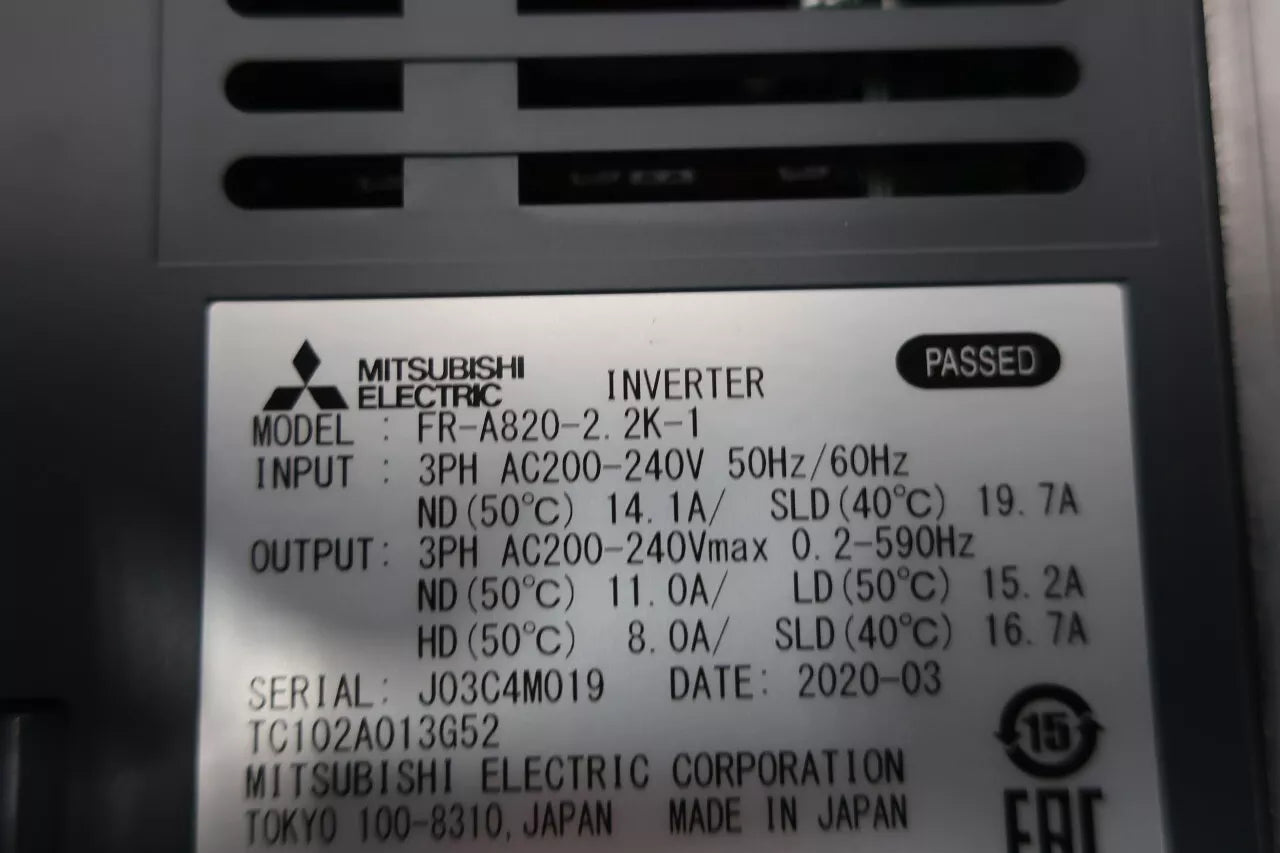 MITSUBISHI
ELECTRIC
INVERTER
PASSED
MODEL : FR-A820-2.2K-1
INPUT : 3PH AC200-240V 50Hz/60Hz
ND(50℃) 14.1A/ SLD(40℃) 19.7A
OUTPUT: 3PH AC200-240Vmax 0.2-590Hz
ND(50℃) 11.0A/ LD(50℃) 15.2A
HD(50℃) 8.0A/ SLD(40℃) 16.7A
SERIAL: J03C4M019 DATE: 2020-03
TC102A013G52
15
MITSUBISHI ELECTRIC CORPORATION
TOKYO 100-8310, JAPAN MADE IN JAPAN
EAC